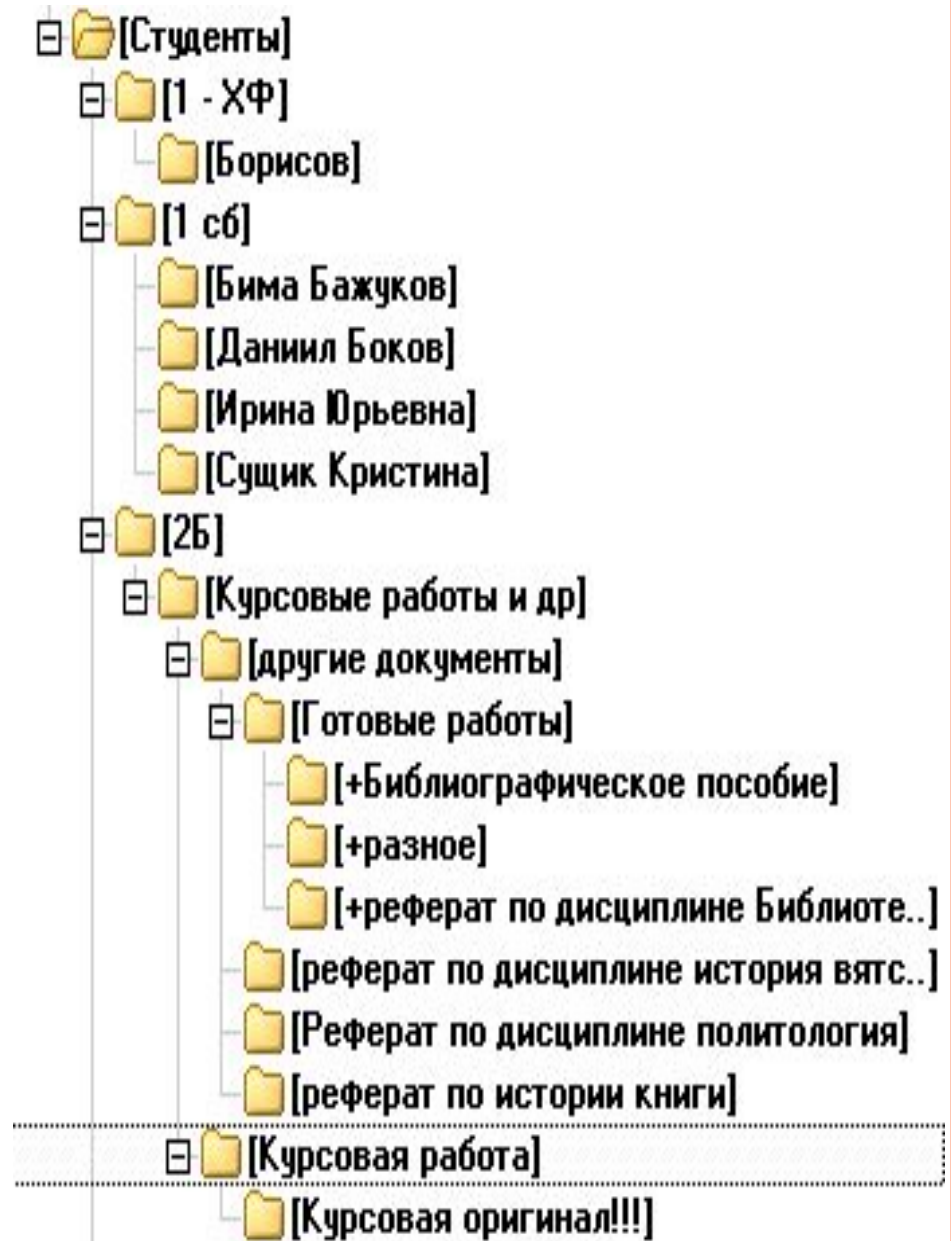 [Студенты]
[1 - ХФ]
[Борисов]
[1 сб]
[Бима Бажуков]
[Даниил Боков]
[Ирина Юрьевна]
[Сущик Кристина]
[2Б]
[Курсовые работы и др]
[другие документы]
[Готовые работы]
[+Библиографическое пособие]
[+разное]
[+реферат по дисциплине Библиоте..]
[реферат по дисциплине история вятс..]
[Реферат по дисциплине политология]
[реферат по истории книги]
[Курсовая работа]
[Курсовая оригинал!!!]